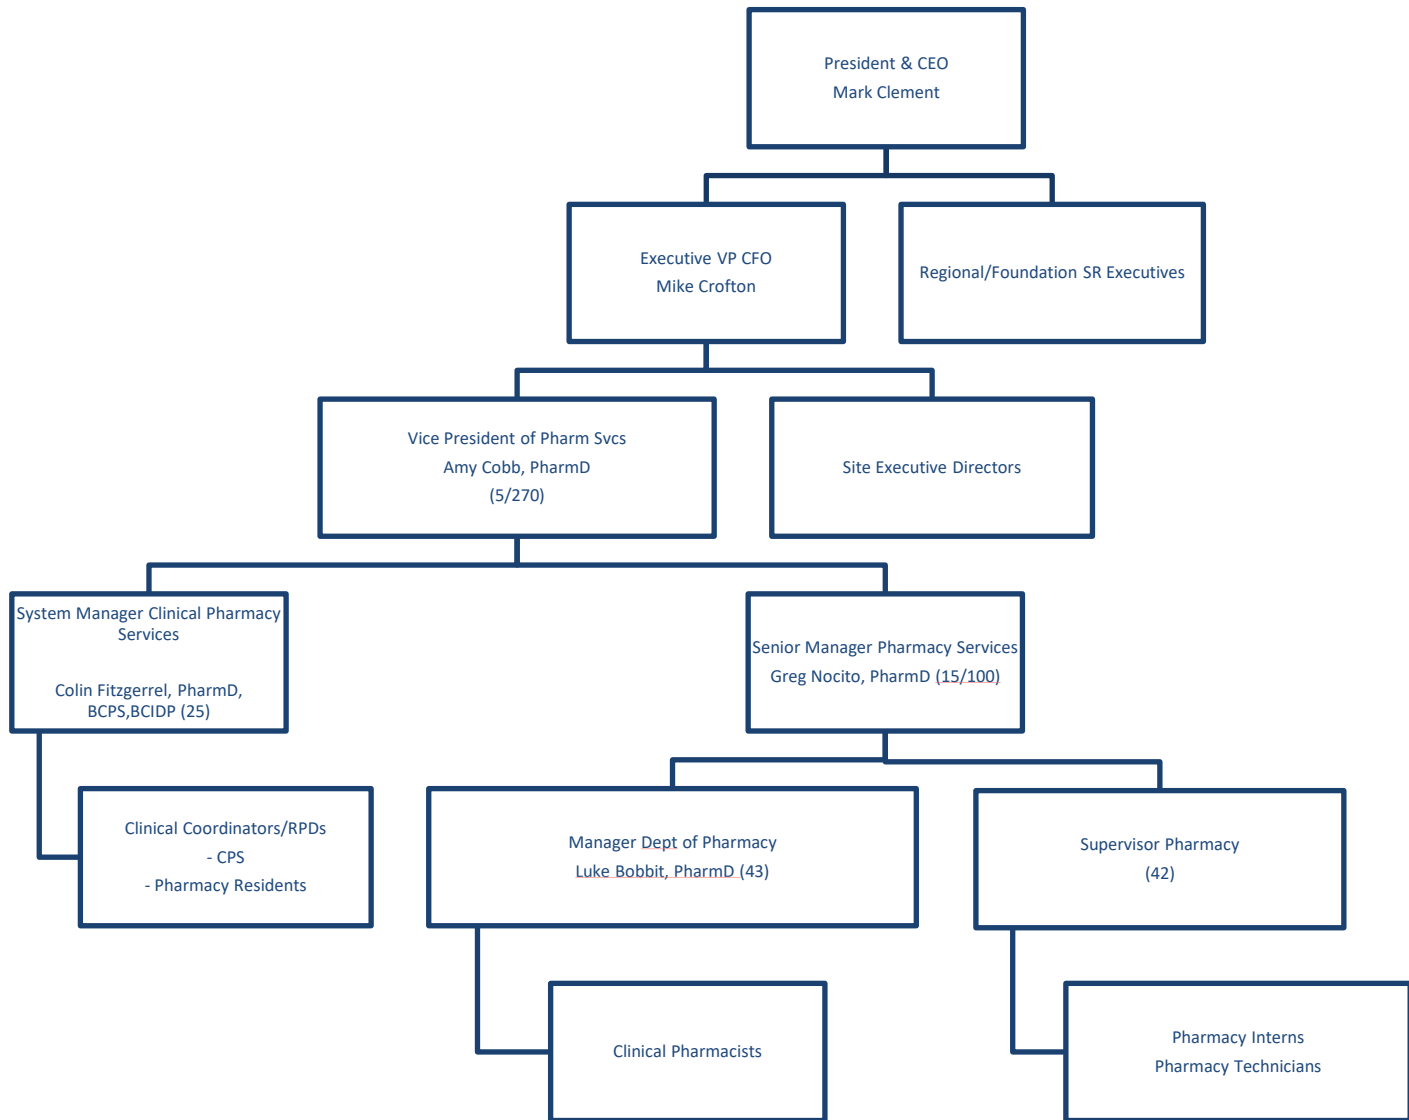 President & CEO
Mark Clement
Executive VP CFO
Mike Crofton
Regional/Foundation SR Executives
Vice President of Pharm Svcs
Amy Cobb, PharmD
(5/270)
Site Executive Directors
System Manager Clinical Pharmacy
Services
Colin Fitzgerrel, PharmD,
BCPS,BCIDP (25)
Senior Manager Pharmacy Services
Greg Nocito, PharmD (15/100)
Clinical Coordinators/RPDs
- CPS
- Pharmacy Residents
Manager Dept of Pharmacy
Luke Bobbit, PharmD (43)
Supervisor Pharmacy
(42)
Clinical Pharmacists
Pharmacy Interns
Pharmacy Technicians